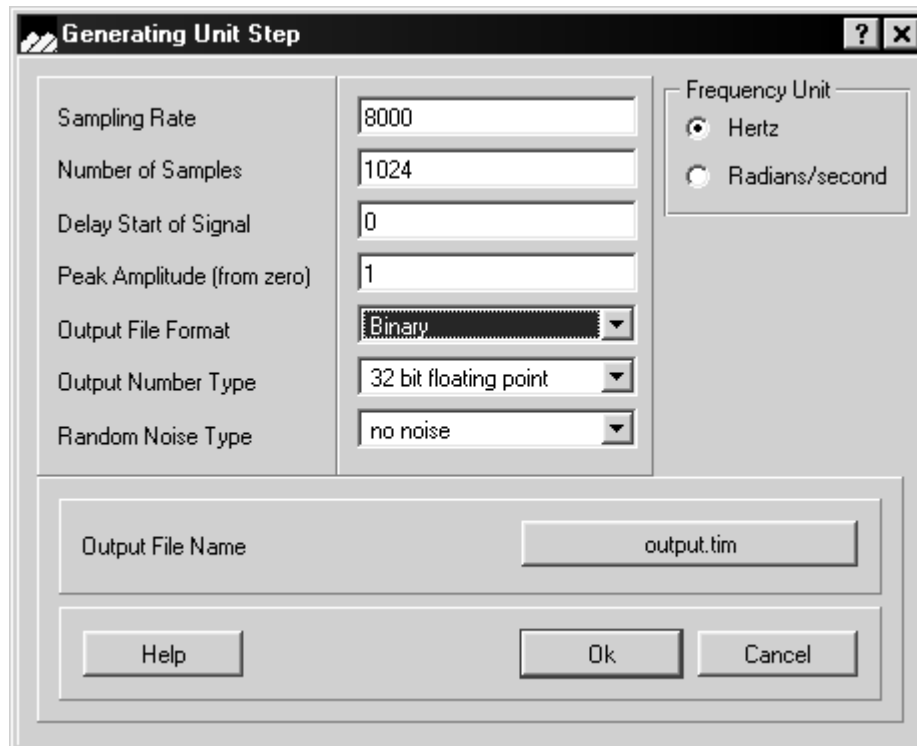 Generating Unit Step
Sampling Rate 8000
Number of Samples 1024
Delay Start of Signal 0
Peak Amplitude (from zero) 1
Output File Format Binary
Output Number Type 32 bit floating point
Random Noise Type no noise
Frequency Unit
Hertz
Radians/second
Output File Name output.tim
Help Ok Cancel